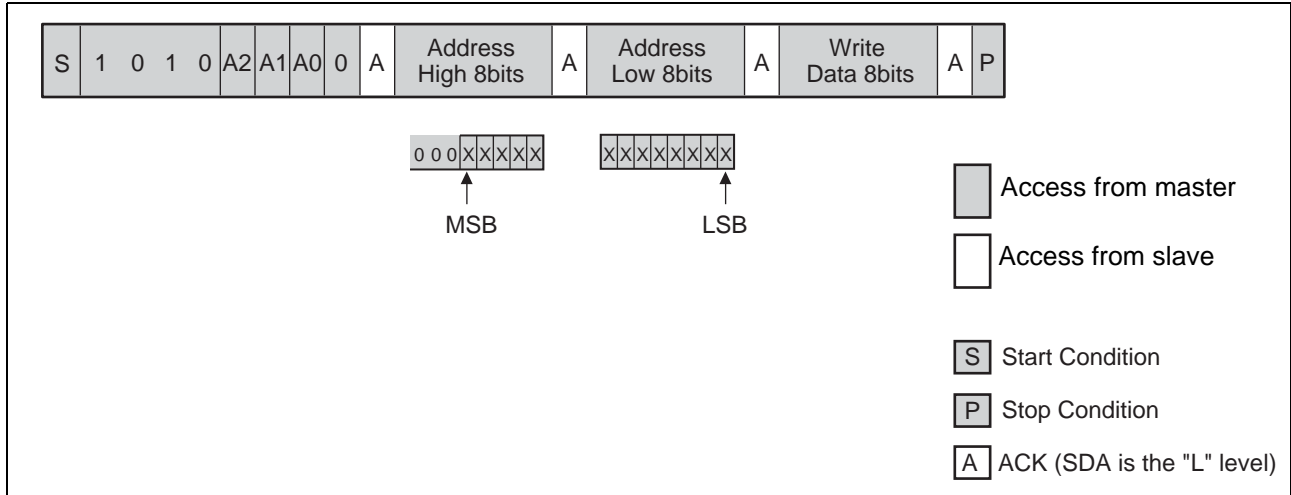 S 1 0 1 0 A2 A1 A0 0 A Address High 8bits A Address Low 8bits A Write Data 8bits A P
0 0 0 X X X X X X X X X X X X X
MSB LSB
Access from master
Access from slave
S Start Condition
P Stop Condition
A ACK (SDA is the "L" level)